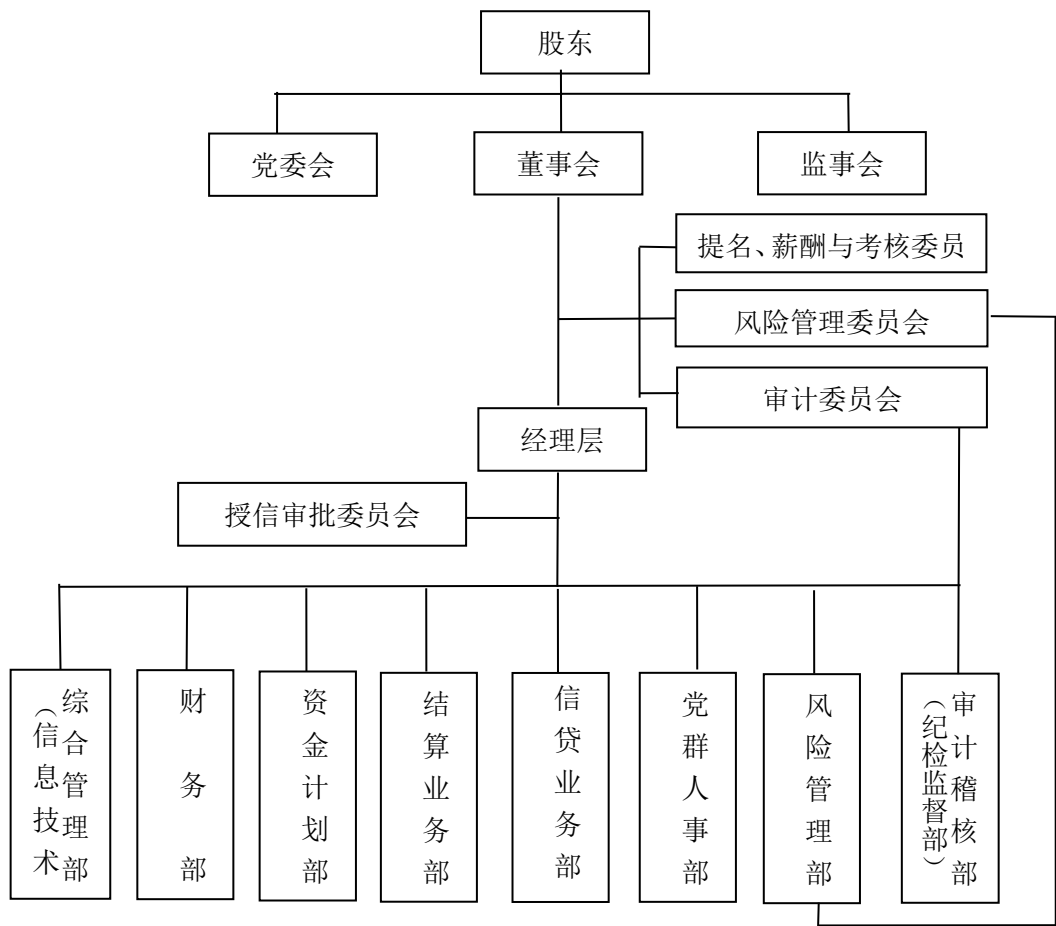 股东
党委会
董事会
监事会
提名、薪酬与考核委员
风险管理委员会
审计委员会
经理层
授信审批委员会
综合管理部
（信息技术
财务部
资金计划部
结算业务部
信贷业务部
党群人事部
风险管理部
审计稽核部
（纪检监督部）